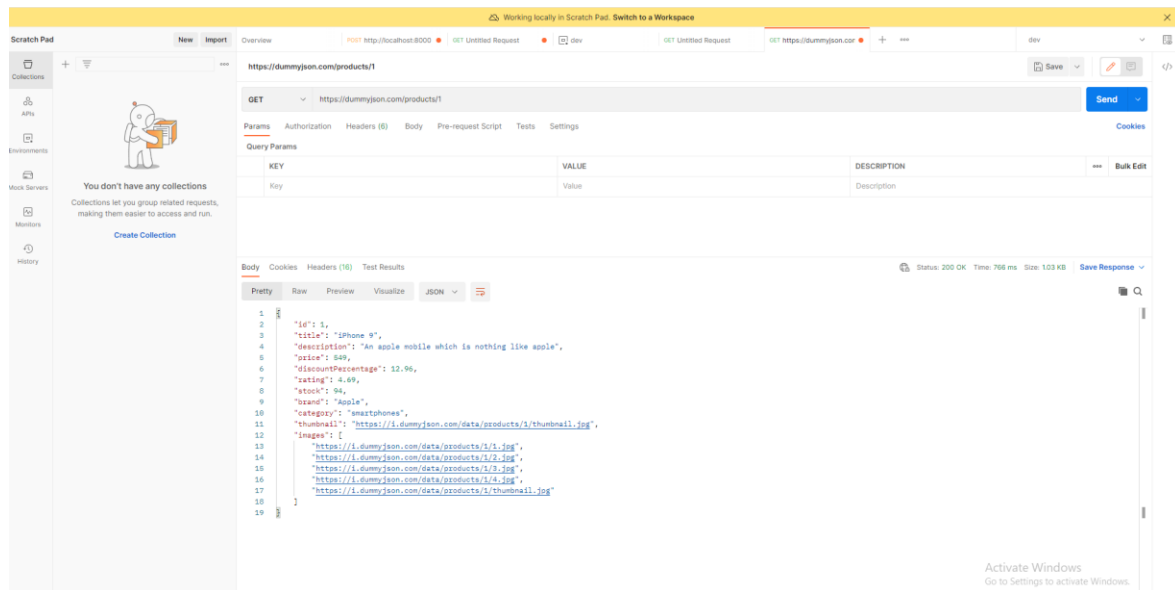 Working locally in Scratch Pad. Switch to a Workspace
Scratch Pad New Import Overview POST http://localhost:8000 GET Untitled Request dev GET Untitled Request GET https://dummyjson.cor dev
https://dummyjson.com/products/1 Save
Collections
APIs
Environments
Mock Servers
Monitors
History
You don't have any collections
Collections let you group related requests,
making them easier to access and run.
Create Collection
GET https://dummyjson.com/products/1 Send
Params Authorization Headers (6) Body Pre-request Script Tests Settings Cookies
Query Params
KEY VALUE DESCRIPTION Bulk Edit
Key Value Description
Body Cookies Headers (16) Test Results Status: 200 OK Time: 766 ms Size: 1.03 KB Save Response
Pretty Raw Preview Visualize JSON
1 {
2 "id": 1,
3 "title": "iPhone 9",
4 "description": "An apple mobile which is nothing like apple",
5 "price": 549,
6 "discountPercentage": 12.96,
7 "rating": 4.69,
8 "stock": 94,
9 "brand": "Apple",
10 "category": "smartphones",
11 "thumbnail": "https://i.dummyjson.com/data/products/1/thumbnail.jpg",
12 "images": [
13 "https://i.dummyjson.com/data/products/1/1.jpg",
14 "https://i.dummyjson.com/data/products/1/2.jpg",
15 "https://i.dummyjson.com/data/products/1/3.jpg",
16 "https://i.dummyjson.com/data/products/1/4.jpg",
17 "https://i.dummyjson.com/data/products/1/thumbnail.jpg"
18 ]
19 }
Activate Windows
Go to Settings to activate Windows.